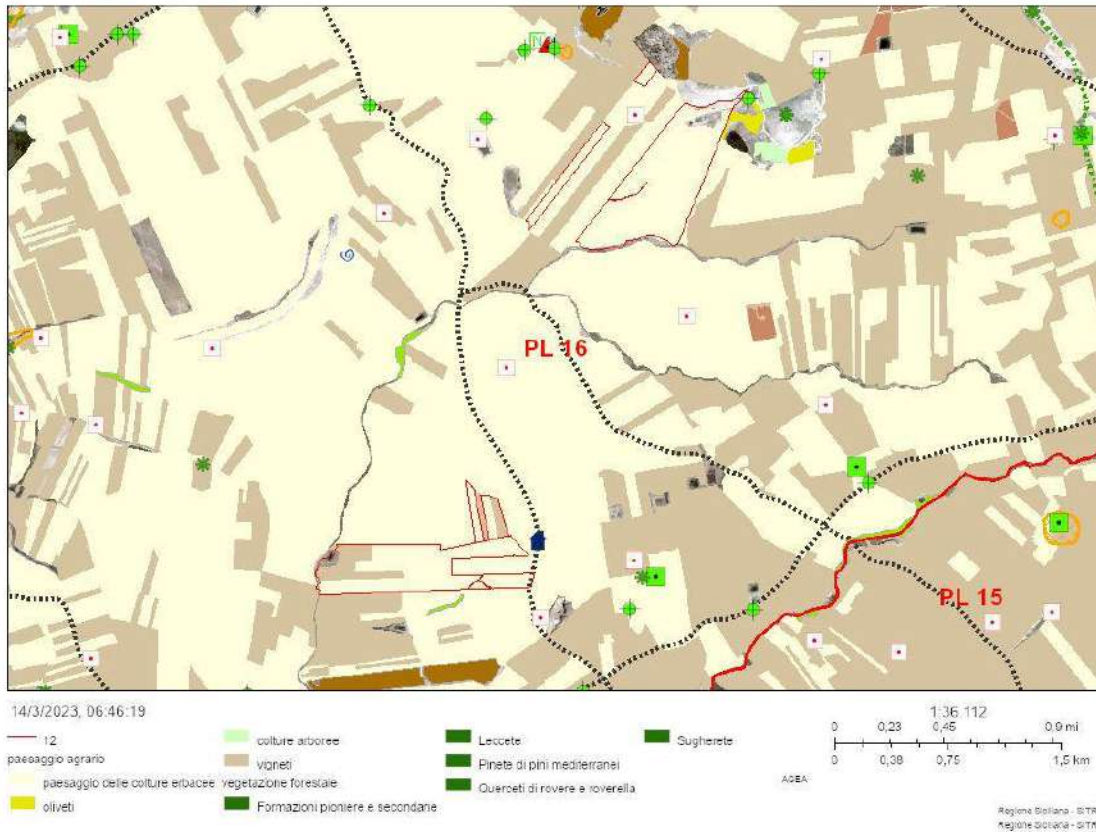 PL 16
PL 15
14/3/2023, 06:46:19
1:36.112
12
paesaggio agrario
paesaggio delle colture erbacee
oliveti
colture arboree
vigneti
vegetazione forestale
Formazioni pioniere e secondarie
Leccete
Pinete di pini mediterranei
Querceti di rovere e roverella
Sugherete
0 0,23 0,45 0,9 mi
0 0,38 0,75 1,5 km
AGEA
Regione Siciliana - SITR
Regione Siciliana - SITR